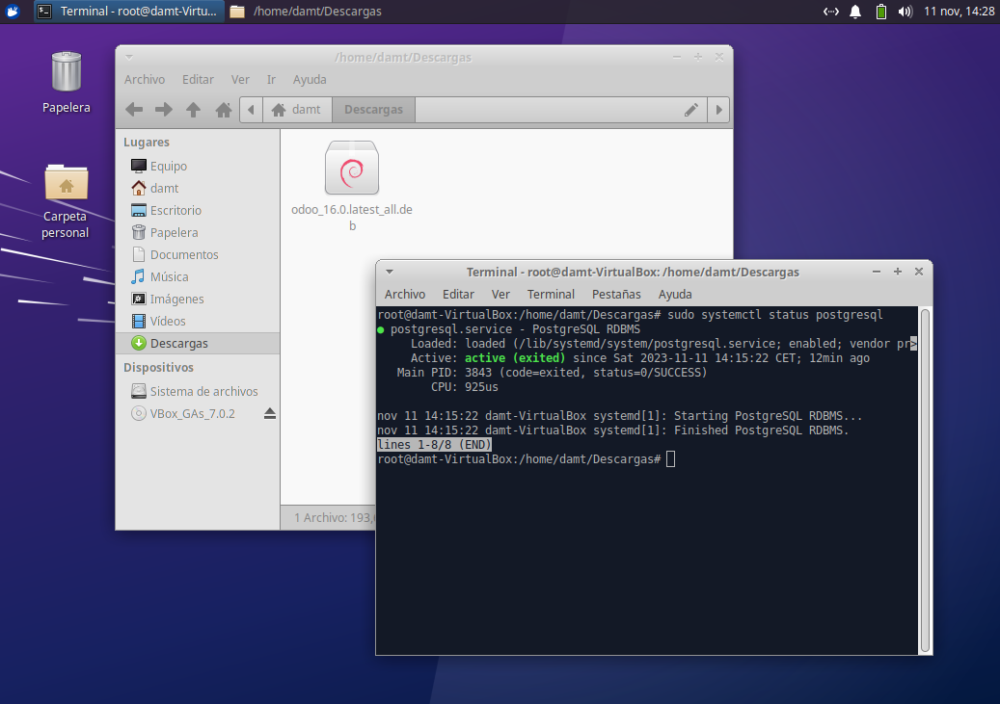 Terminal - root@damt-Virtu...
/home/damt/Descargas
11 nov, 14:28
Papelera
Carpeta
personal
/home/damt/Descargas
Archivo Editar Ver Ir Ayuda
damt Descargas
Lugares
Equipo
damt
Escritorio
Papelera
Documentos
Música
Imágenes
Vídeos
Descargas
Dispositivos
Sistema de archivos
VBox_GAs_7.0.2
odoo_16.0.latest_all.de
b
1 Archivo: 193,
Terminal - root@damt-VirtualBox: /home/damt/Descargas
Archivo Editar Ver Terminal Pestañas Ayuda
root@damt-VirtualBox:/home/damt/Descargas# sudo systemctl status postgresql
● postgresql.service - PostgreSQL RDBMS
Loaded: loaded (/lib/systemd/system/postgresql.service; enabled; vendor pr>
Active: active (exited) since Sat 2023-11-11 14:15:22 CET; 12min ago
Main PID: 3843 (code=exited, status=0/SUCCESS)
CPU: 925us
nov 11 14:15:22 damt-VirtualBox systemd[1]: Starting PostgreSQL RDBMS...
nov 11 14:15:22 damt-VirtualBox systemd[1]: Finished PostgreSQL RDBMS.
lines 1-8/8 (END)
root@damt-VirtualBox:/home/damt/Descargas#